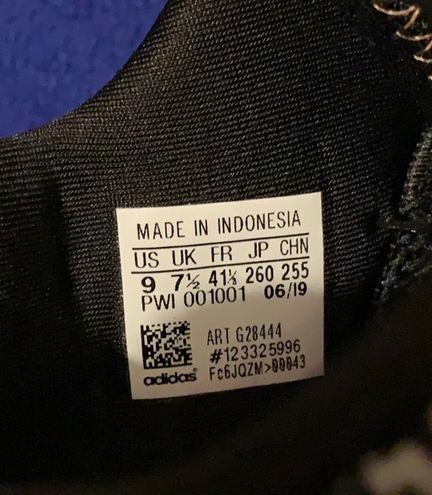 MADE IN INDONESIA
US UK FR JP CHN
9 7½ 41⅓ 260 255
PWI 001001 06/19
ART G28444
#123325996
adidas Fc6JQZM>00043